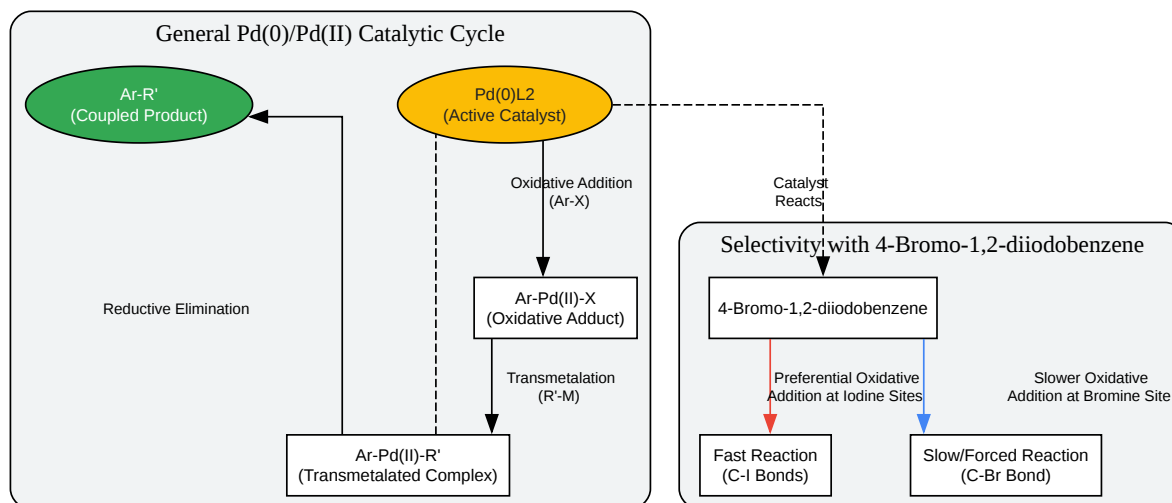 General Pd(0)/Pd(II) Catalytic Cycle
Ar-R'
(Coupled Product)
Pd(0)L2
(Active Catalyst)
Oxidative Addition
(Ar-X)
Catalyst
Reacts
Selectivity with 4-Bromo-1,2-diiodobenzene
Reductive Elimination
Ar-Pd(II)-X
(Oxidative Adduct)
4-Bromo-1,2-diiodobenzene
Transmetalation
(R'-M)
Preferential Oxidative
Addition at Iodine Sites
Slower Oxidative
Addition at Bromine Site
Ar-Pd(II)-R'
(Transmetalated Complex)
Fast Reaction
(C-I Bonds)
Slow/Forced Reaction
(C-Br Bond)